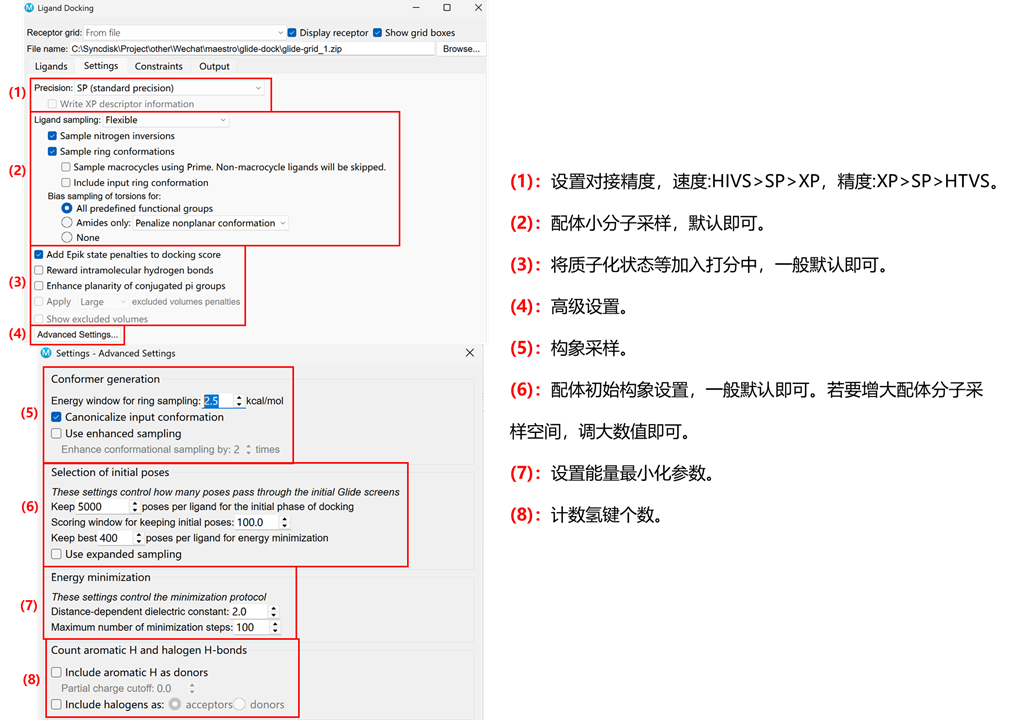 Ligand Docking
Receptor grid: From file
Display receptor
Show grid boxes
File name: C:\Syncdisk\Project\other\Wechat\maestro\glide-dock\glide-grid_1.zip
Browse...
Ligands
Settings
Constraints
Output
(1)
Precision: SP (standard precision)
Write XP descriptor information
(2)
Ligand sampling: Flexible
Sample nitrogen inversions
Sample ring conformations
Sample macrocycles using Prime. Non-macrocycle ligands will be skipped.
Include input ring conformation
Bias sampling of torsions for:
All predefined functional groups
Amides only: Penalize nonplanar conformation
None
(3)
Add Epik state penalties to docking score
Reward intramolecular hydrogen bonds
Enhance planarity of conjugated pi groups
Apply Large excluded volumes penalties
Show excluded volumes
(4)
Advanced Settings...
Settings - Advanced Settings
(5)
Conformer generation
Energy window for ring sampling: 2.5 kcal/mol
Canonicalize input conformation
Use enhanced sampling
Enhance conformational sampling by: 2 times
(6)
Selection of initial poses
These settings control how many poses pass through the initial Glide screens
Keep 5000 poses per ligand for the initial phase of docking
Scoring window for keeping initial poses: 100.0
Keep best 400 poses per ligand for energy minimization
Use expanded sampling
(7)
Energy minimization
These settings control the minimization protocol
Distance-dependent dielectric constant: 2.0
Maximum number of minimization steps: 100
(8)
Count aromatic H and halogen H-bonds
Include aromatic H as donors
Partial charge cutoff: 0.0
Include halogens as: acceptors donors
(1)：设置对接精度，速度:HIVS>SP>XP，精度:XP>SP>HTVS。
(2)：配体小分子采样，默认即可。
(3)：将质子化状态等加入打分中，一般默认即可。
(4)：高级设置。
(5)：构象采样。
(6)：配体初始构象设置，一般默认即可。若要增大配体分子采
样空间，调大数值即可。
(7)：设置能量最小化参数。
(8)：计数氢键个数。